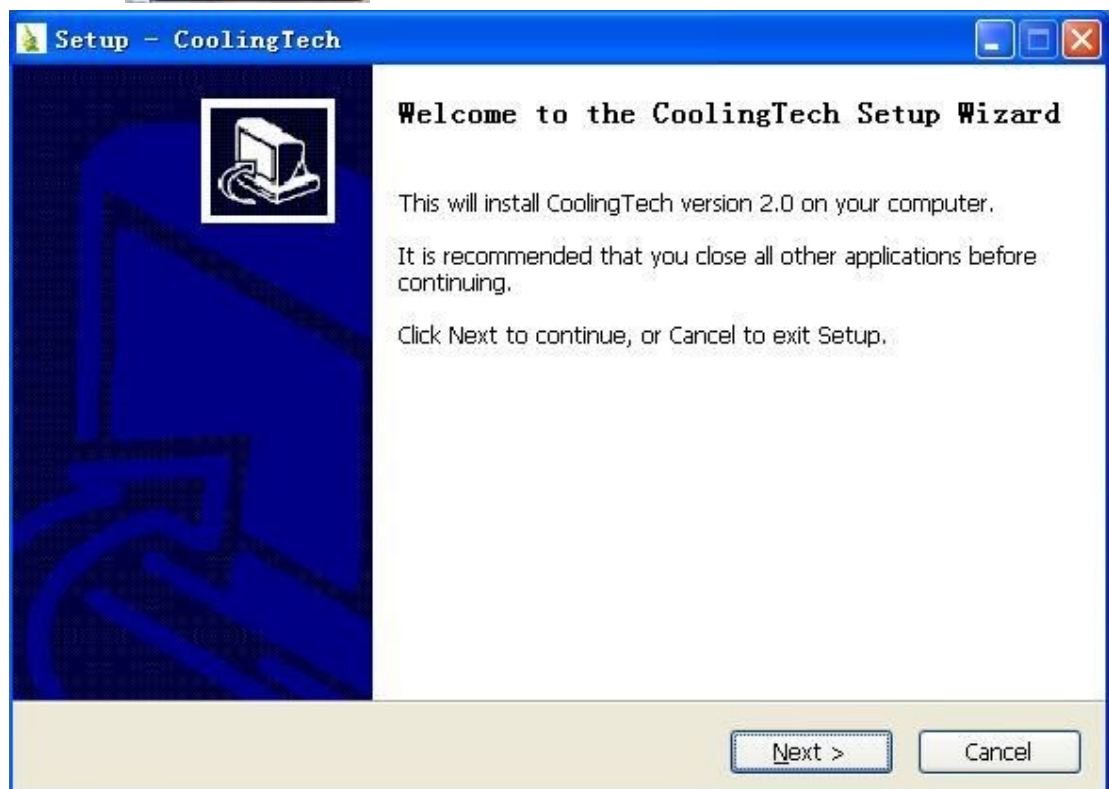 Setup - CoolingTech
Welcome to the CoolingTech Setup Wizard
This will install CoolingTech version 2.0 on your computer.
It is recommended that you close all other applications before
continuing.
Click Next to continue, or Cancel to exit Setup.
Next >
Cancel